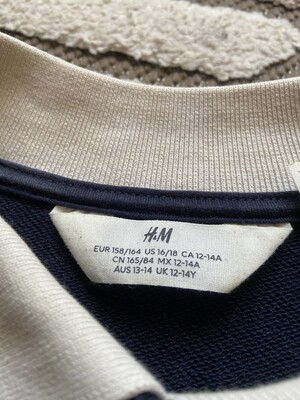 H&M
EUR 158/164 US 16/18 CA 12-14A
CN 165/84 MX 12-14A
AUS 13-14 UK 12-14Y